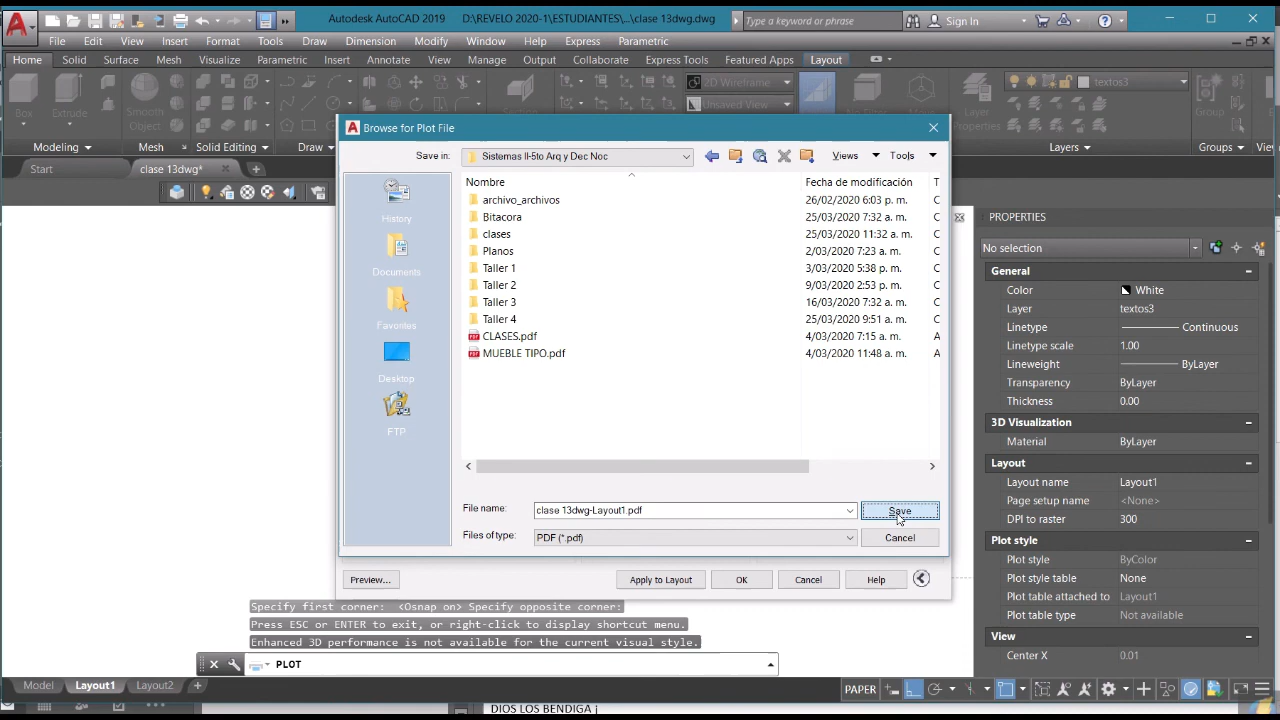 Autodesk AutoCAD 2019 D:\REVELO 2020-1\ESTUDIANTES\...\clase 13dwg.dwg
Type a keyword or phrase
Sign In
File Edit View Insert Format Tools Draw Dimension Modify Window Help Express Parametric
Home Solid Surface Mesh Visualize Parametric Insert Annotate View Manage Output Collaborate Express Tools Featured Apps Layout
2D Wireframe
textos3
Unsaved View
Box Extrude Smooth Object
Group
Modeling Mesh Solid Editing Draw Layers Groups
Start clase 13dwg*
Browse for Plot File
Save in: Sistemas II-5to Arq y Dec Noc Views Tools
Nombre Fecha de modificación T
archivo_archivos 26/02/2020 6:03 p. m. C
Bitacora 25/03/2020 7:32 a. m. C
clases 25/03/2020 11:32 a. m. C
Planos 2/03/2020 7:23 a. m. C
Taller 1 3/03/2020 5:38 p. m. C
Taller 2 9/03/2020 2:53 p. m. C
Taller 3 16/03/2020 7:32 a. m. C
Taller 4 25/03/2020 9:51 a. m. C
CLASES.pdf 4/03/2020 7:15 a. m. A
MUEBLE TIPO.pdf 4/03/2020 11:48 a. m. A
History
Documents
Favorites
Desktop
FTP
File name: clase 13dwg-Layout1.pdf Save
Files of type: PDF (*.pdf) Cancel
Preview... Apply to Layout OK Cancel Help
PROPERTIES
No selection
General
Color White
Layer textos3
Linetype Continuous
Linetype scale 1.00
Lineweight ByLayer
Transparency ByLayer
Thickness 0.00
3D Visualization
Material ByLayer
Layout
Layout name Layout1
Page setup name <None>
DPI to raster 300
Plot style
Plot style ByColor
Plot style table None
Plot table attached to Layout1
Plot table type Not available
View
Center X 0.01
Specify first corner: <Osnap on> Specify opposite corner:
Press ESC or ENTER to exit, or right-click to display shortcut menu.
Enhanced 3D performance is not available for the current visual style.
PLOT
Model Layout1 Layout2
PAPER
DIOS LOS BENDIGA ¡